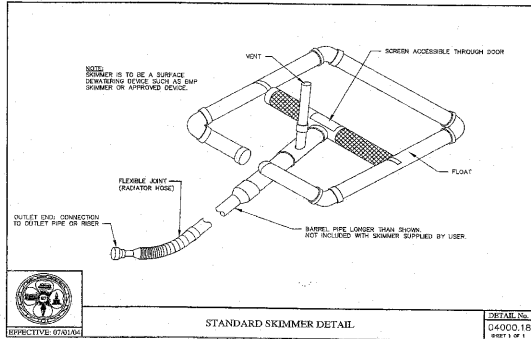 VENT
SCREEN ACCESSIBLE THROUGH DOOR
NOTE:
SKIMMER IS TO BE A SURFACE
DEWATERING DEVICE SUCH AS BMP
SKIMMER OR APPROVED DEVICE.
FLOAT
FLEXIBLE JOINT
(RADIATOR HOSE)
OUTLET END: CONNECTION
TO OUTLET PIPE OR RISER
BARREL PIPE LONGER THAN SHOWN.
NOT INCLUDED WITH SKIMMER SUPPLIED BY USER.
EFFECTIVE: 07/01/04
STANDARD SKIMMER DETAIL
DETAIL No.
04000.18
SHEET 1 OF 1